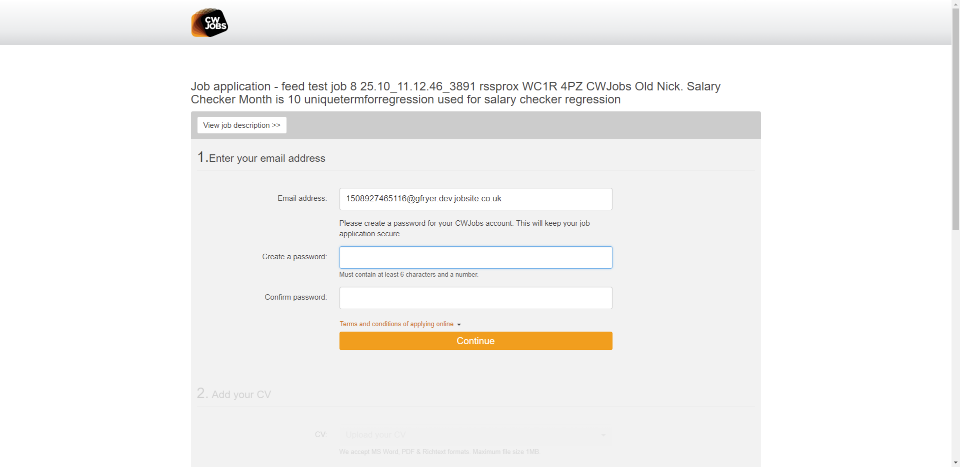 CW
JOBS
Job application - feed test job 8 25.10_11.12.46_3891 rssprox WC1R 4PZ CWJobs Old Nick. Salary
Checker Month is 10 uniquetermforregression used for salary checker regression
View job description >>
1.Enter your email address
Email address:
1508927465116@gfryer.dev.jobsite.co.uk
Please create a password for your CWJobs account. This will keep your job
application secure
Create a password:
Must contain at least 6 characters and a number.
Confirm password:
Terms and conditions of applying online
Continue
2. Add your CV
CV:
Upload your CV
We accept MS Word, PDF & Richtext formats. Maximum file size 1MB